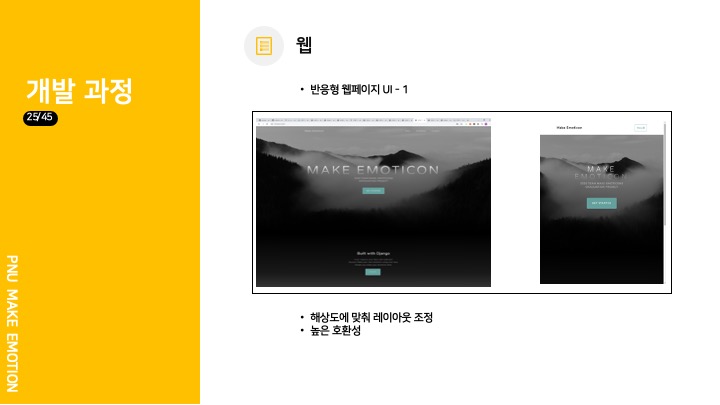 개발 과정
25/45
PNU MAKE EMOTION
웹
• 반응형 웹페이지 UI - 1
MAKE EMOTICON
Built with Django
Make Emoticon
MAKE
EMOTICON
• 해상도에 맞춰 레이아웃 조정
• 높은 호환성